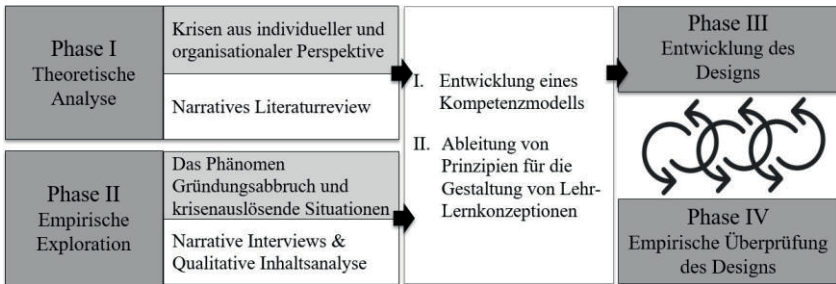 Phase I
Theoretische
Analyse
Krisen aus individueller und
organisationaler Perspektive
Narratives Literaturreview
Phase II
Empirische
Exploration
Das Phänomen
Gründungsabbruch und
krisenauslösende Situationen
Narrative Interviews &
Qualitative Inhaltsanalyse
I. Entwicklung eines
Kompetenzmodells
II. Ableitung von
Prinzipien für die
Gestaltung von Lehr-
Lernkonzeptionen
Phase III
Entwicklung des
Designs
Phase IV
Empirische Überprüfung
des Designs